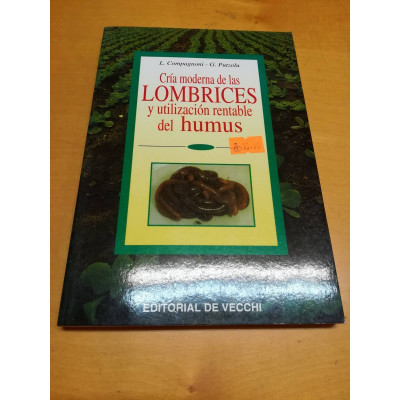 L. Compagnoni - G. Putzolu
Cría moderna de las
LOMBRICES
y utilización rentable
del humus
EDITORIAL DE VECCHI